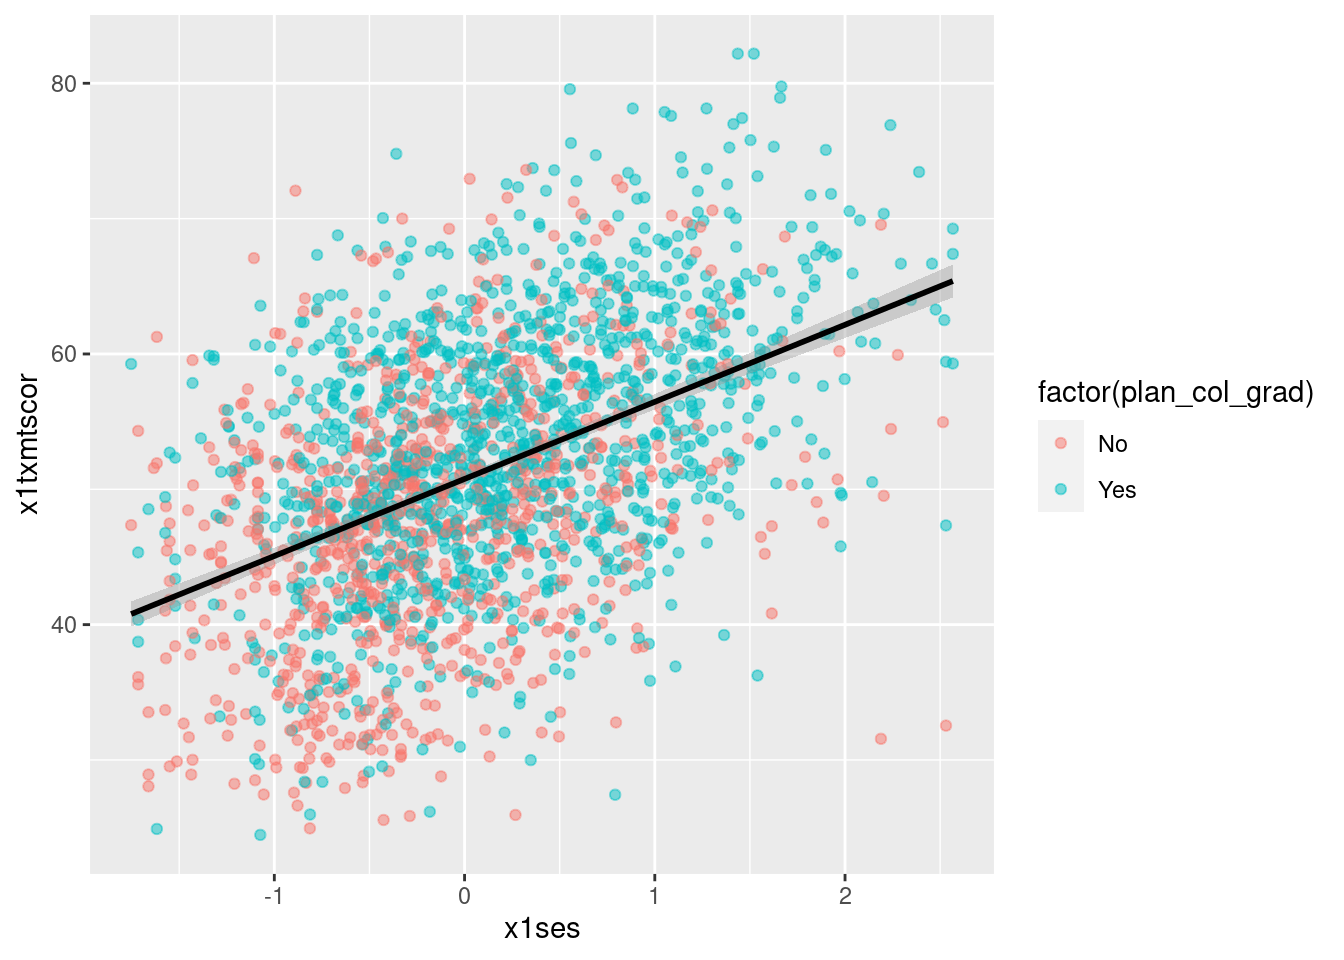 80
60
40
x1txmtscor
-1
0
1
2
x1ses
factor(plan_col_grad)
No
Yes